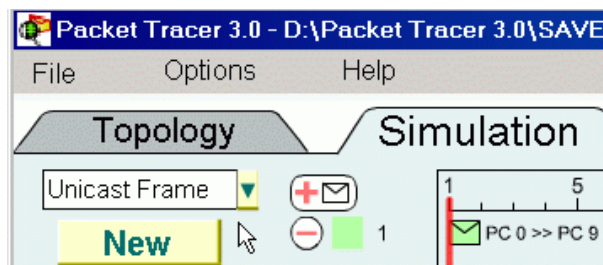 Packet Tracer 3.0 - D:\Packet Tracer 3.0\SAVE
File Options Help
Topology Simulation
Unicast Frame 1 5
New 1 PC 0 >> PC 9